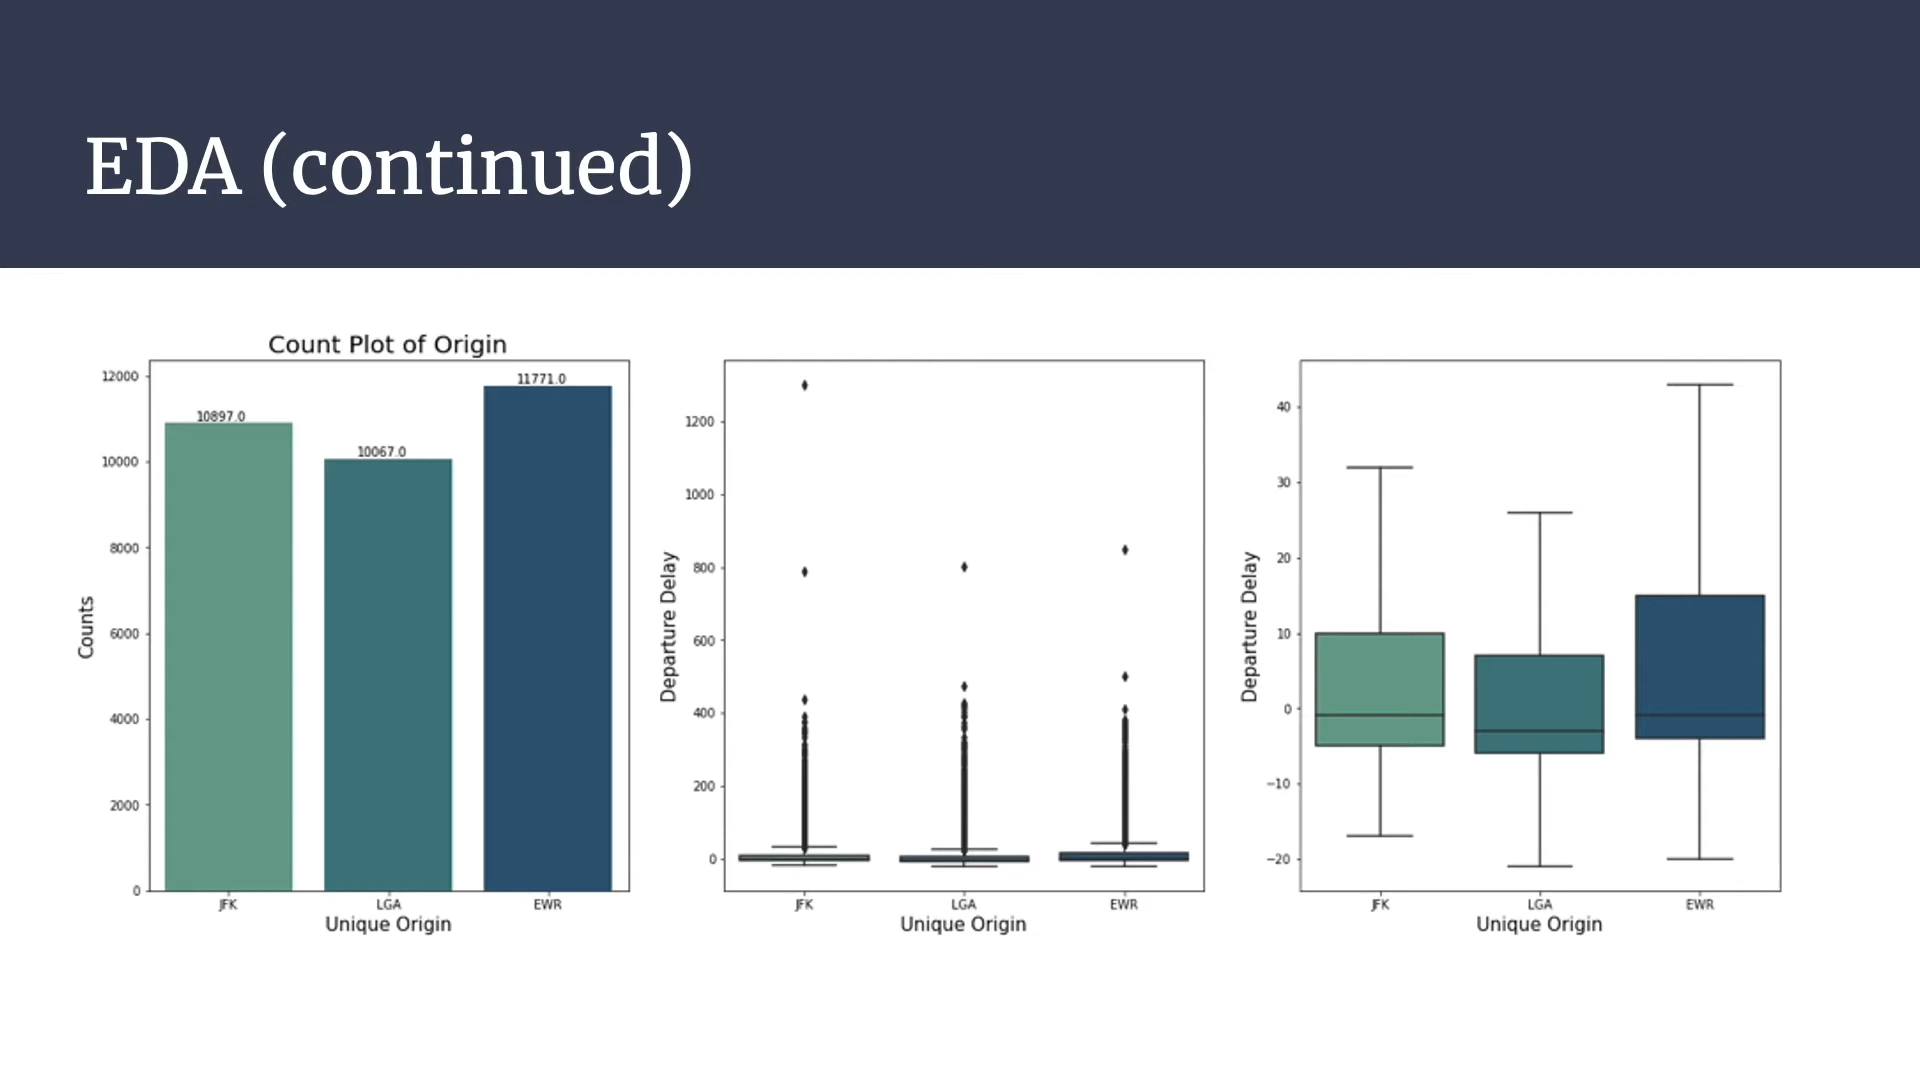 EDA (continued)
Count Plot of Origin
12000
10000
8000
6000
4000
2000
0
Counts
10897.0
10067.0
11771.0
JFK
LGA
EWR
Unique Origin
1200
1000
800
600
400
200
0
Departure Delay
JFK
LGA
EWR
Unique Origin
40
30
20
10
0
−10
−20
Departure Delay
JFK
LGA
EWR
Unique Origin